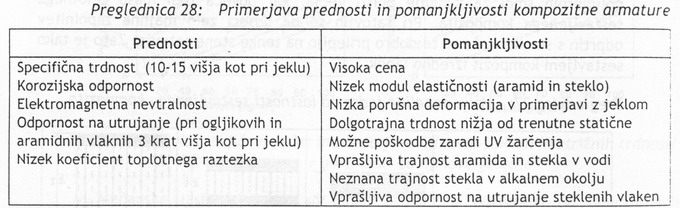 Preglednica 28: Primerjava prednosti in pomanjkljivosti kompozitne armature
Prednosti
Specifična trdnost (10-15 višja kot pri jeklu)
Korozijska odpornost
Elektromagnetna nevtralnost
Odpornost na utrujanje (pri ogljikovih in
aramidnih vlaknih 3 krat višja kot pri jeklu)
Nizek koeficient toplotnega raztezka
Pomanjkljivosti
Visoka cena
Nizek modul elastičnosti (aramid in steklo)
Nizka porušna deformacija v primerjavi z jeklom
Dolgotrajna trdnost nižja od trenutne statične
Možne poškodbe zaradi UV žarčenja
Vprašljiva trajnost aramida in stekla v vodi
Neznana trajnost stekla v alkalnem okolju
Vprašljiva odpornost na utrujanje steklenih vlaken